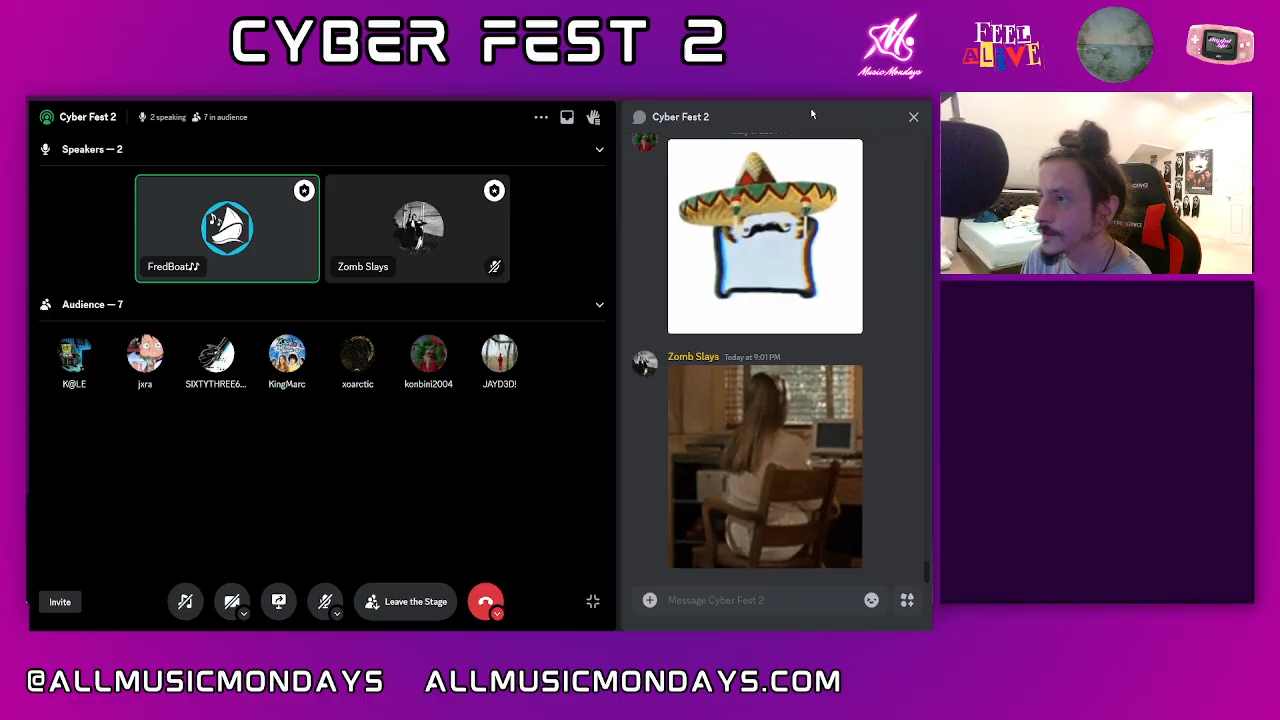 CYBER FEST 2
Music Mondays
FEEL
ALIVE
Cyber Fest 2
2 speaking
7 in audience
Speakers — 2
FredBoat♪♪
Zomb Slays
Audience — 7
K@LE
jxra
SIXTYTHREE6...
KingMarc
xoarctic
konbini2004
JAYD3D!
Invite
Leave the Stage
Cyber Fest 2
Zomb Slays Today at 9:01 PM
Message Cyber Fest 2
@ALLMUSICMONDAYS
ALLMUSICMONDAYS.COM